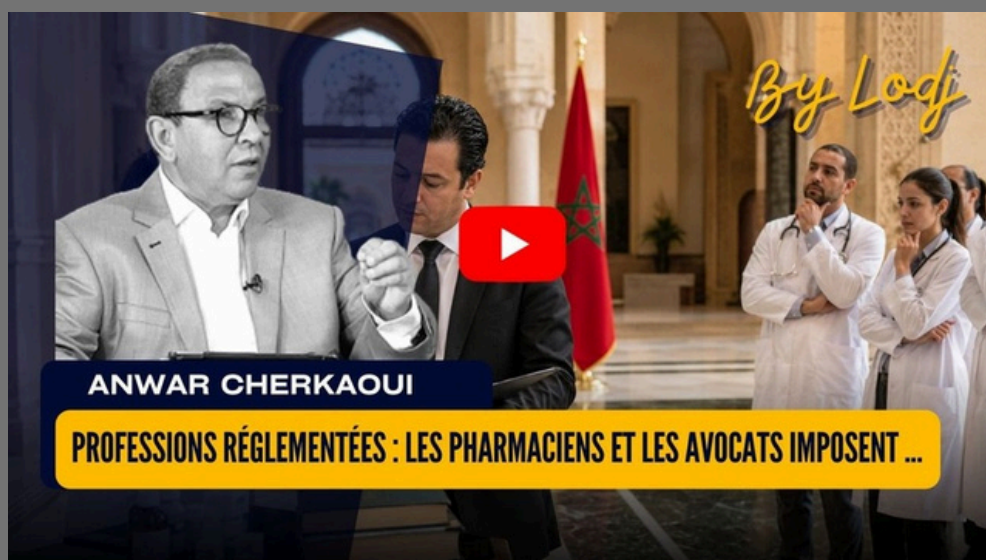 By Lodj
ANWAR CHERKAOUI
PROFESSIONS RÉGLEMENTÉES : LES PHARMACIENS ET LES AVOCATS IMPOSENT ...